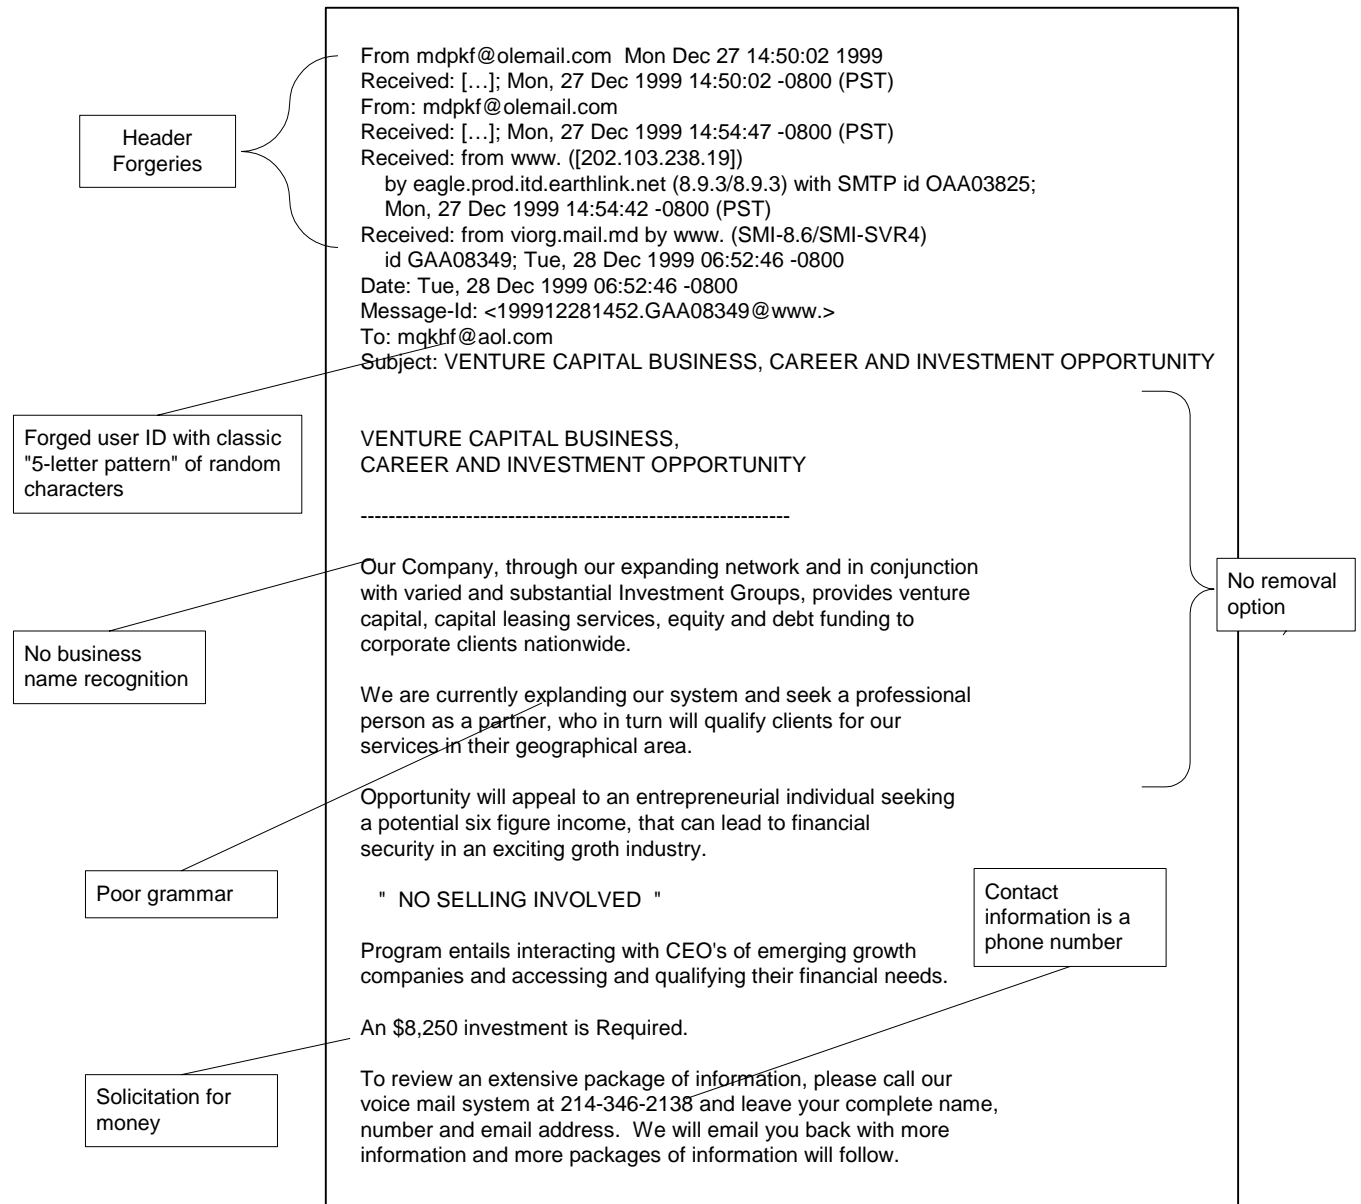 From mdpkf@olemail.com  Mon Dec 27 14:50:02 1999
Received: […]; Mon, 27 Dec 1999 14:50:02 -0800 (PST)
From: mdpkf@olemail.com
Received: […]; Mon, 27 Dec 1999 14:54:47 -0800 (PST)
Received: from www. ([202.103.238.19])
by eagle.prod.itd.earthlink.net (8.9.3/8.9.3) with SMTP id OAA03825;
Mon, 27 Dec 1999 14:54:42 -0800 (PST)
Received: from viorg.mail.md by www. (SMI-8.6/SMI-SVR4)
id GAA08349; Tue, 28 Dec 1999 06:52:46 -0800
Date: Tue, 28 Dec 1999 06:52:46 -0800
Message-Id: <199912281452.GAA08349@www.>
To: mqkhf@aol.com
Subject: VENTURE CAPITAL BUSINESS, CAREER AND INVESTMENT OPPORTUNITY
Header
Forgeries
Forged user ID with classic
"5-letter pattern" of random
characters
VENTURE CAPITAL BUSINESS,
CAREER AND INVESTMENT OPPORTUNITY
--------------------------------------------------------------
Our Company, through our expanding network and in conjunction
with varied and substantial Investment Groups, provides venture
capital, capital leasing services, equity and debt funding to
corporate clients nationwide.
No removal
option
No business
name recognition
We are currently explanding our system and seek a professional
person as a partner, who in turn will qualify clients for our
services in their geographical area.
Opportunity will appeal to an entrepreneurial individual seeking
a potential six figure income, that can lead to financial
security in an exciting groth industry.
Poor grammar
"  NO SELLING INVOLVED  "
Contact
information is a
phone number
Program entails interacting with CEO's of emerging growth
companies and accessing and qualifying their financial needs.
An $8,250 investment is Required.
Solicitation for
money
To review an extensive package of information, please call our
voice mail system at 214-346-2138 and leave your complete name,
number and email address.  We will email you back with more
information and more packages of information will follow.